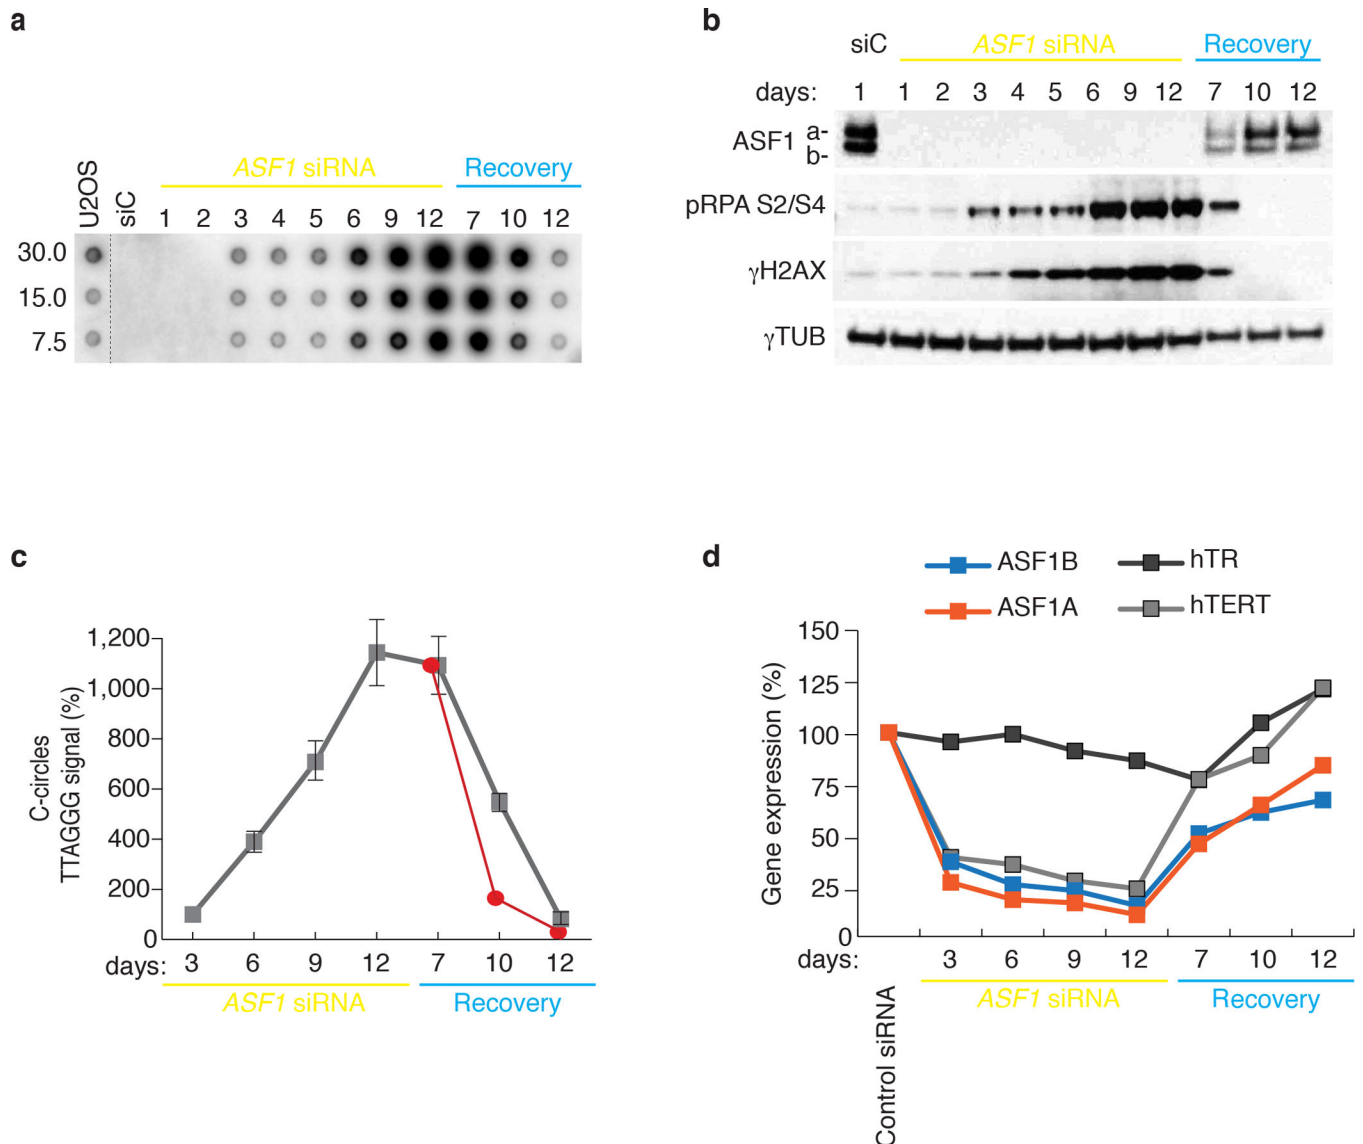 a
ASF1 siRNA
Recovery
U2OS
siC
1 2 3 4 5 6 9 12 7 10 12
30.0
15.0
7.5
b
siC ASF1 siRNA Recovery
days: 1 1 2 3 4 5 6 9 12 7 10 12
ASF1 a-
b-
pRPA S2/S4
γH2AX
γTUB
c
C-circles
TTAGGG signal (%)
1,200
1,000
800
600
400
200
0
days: 3 6 9 12 7 10 12
ASF1 siRNA Recovery
d
ASF1B hTR
ASF1A hTERT
Gene expression (%)
150
125
100
75
50
25
0
days: 3 6 9 12 7 10 12
Control siRNA
ASF1 siRNA Recovery